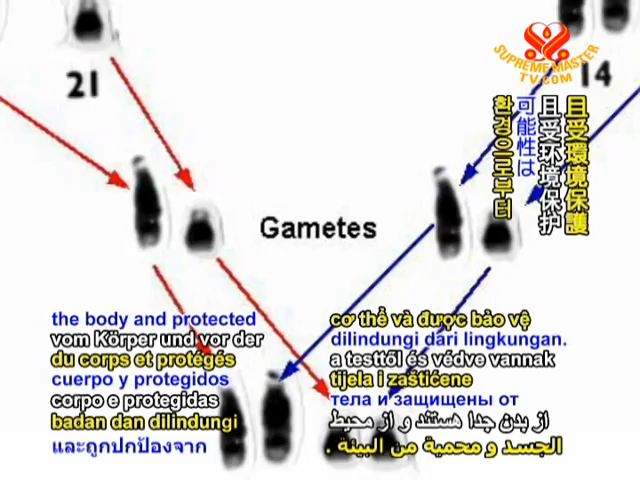 SUPREME MASTER
TV.COM
21
14
Gametes
且受環境保護
且受环境保护
可能性は
환경으로부터
the body and protected
vom Körper und vor der
du corps et protégés
cuerpo y protegidos
corpo e protegidas
badan dan dilindungi
และถูกปกป้องจาก
cơ thể và được bảo vệ
dilindungi dari lingkungan.
a testtől és védve vannak
tijela i zaštićene
тела и защищены от
از بدن جدا هستند و از محیط
الجسد و محمية من البيئة .